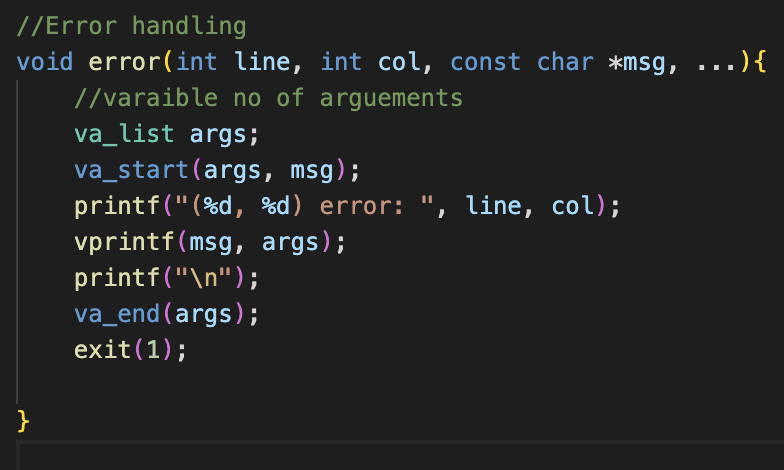 //Error handling
void error(int line, int col, const char *msg, ...){
    //varaible no of arguements
    va_list args;
    va_start(args, msg);
    printf("(%d, %d) error: ", line, col);
    vprintf(msg, args);
    printf("\n");
    va_end(args);
    exit(1);
}